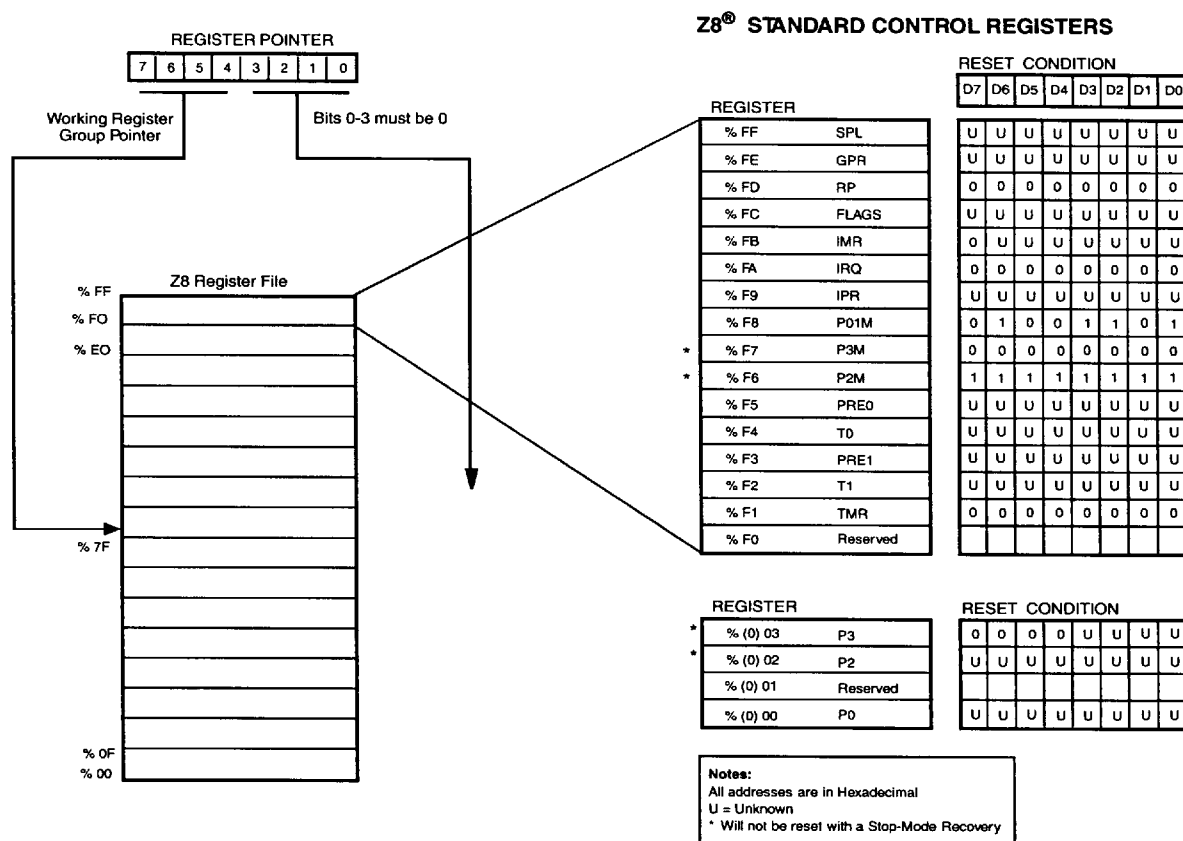 Z8® STANDARD CONTROL REGISTERS
REGISTER POINTER
7 6 5 4 3 2 1 0
Working Register
Group Pointer
Bits 0-3 must be 0
Z8 Register File
% FF
% FO
% EO
% 7F
% 0F
% 00
RESET CONDITION
D7 D6 D5 D4 D3 D2 D1 D0
REGISTER
% FF SPL U U U U U U U U
% FE GPR U U U U U U U U
% FD RP 0 0 0 0 0 0 0 0
% FC FLAGS U U U U U U U U
% FB IMR 0 U U U U U U U
% FA IRQ 0 0 0 0 0 0 0 0
% F9 IPR U U U U U U U U
% F8 P01M 0 1 0 0 1 1 0 1
* % F7 P3M 0 0 0 0 0 0 0 0
* % F6 P2M 1 1 1 1 1 1 1 1
% F5 PRE0 U U U U U U U U
% F4 T0 U U U U U U U U
% F3 PRE1 U U U U U U U U
% F2 T1 U U U U U U U U
% F1 TMR 0 0 0 0 0 0 0 0
% F0 Reserved
REGISTER RESET CONDITION
* % (0) 03 P3 0 0 0 0 U U U U
* % (0) 02 P2 U U U U U U U U
% (0) 01 Reserved
% (0) 00 P0 U U U U U U U U
Notes:
All addresses are in Hexadecimal
U = Unknown
* Will not be reset with a Stop-Mode Recovery